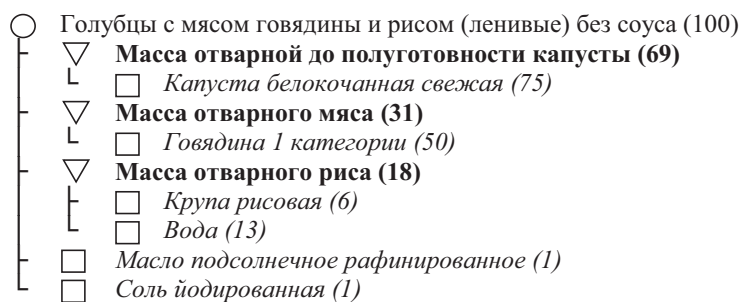 Голубцы с мясом говядины и рисом (ленивые) без соуса (100)
Масса отварной до полуготовности капусты (69)
Капуста белокочанная свежая (75)
Масса отварного мяса (31)
Говядина 1 категории (50)
Масса отварного риса (18)
Крупа рисовая (6)
Вода (13)
Масло подсолнечное рафинированное (1)
Соль йодированная (1)